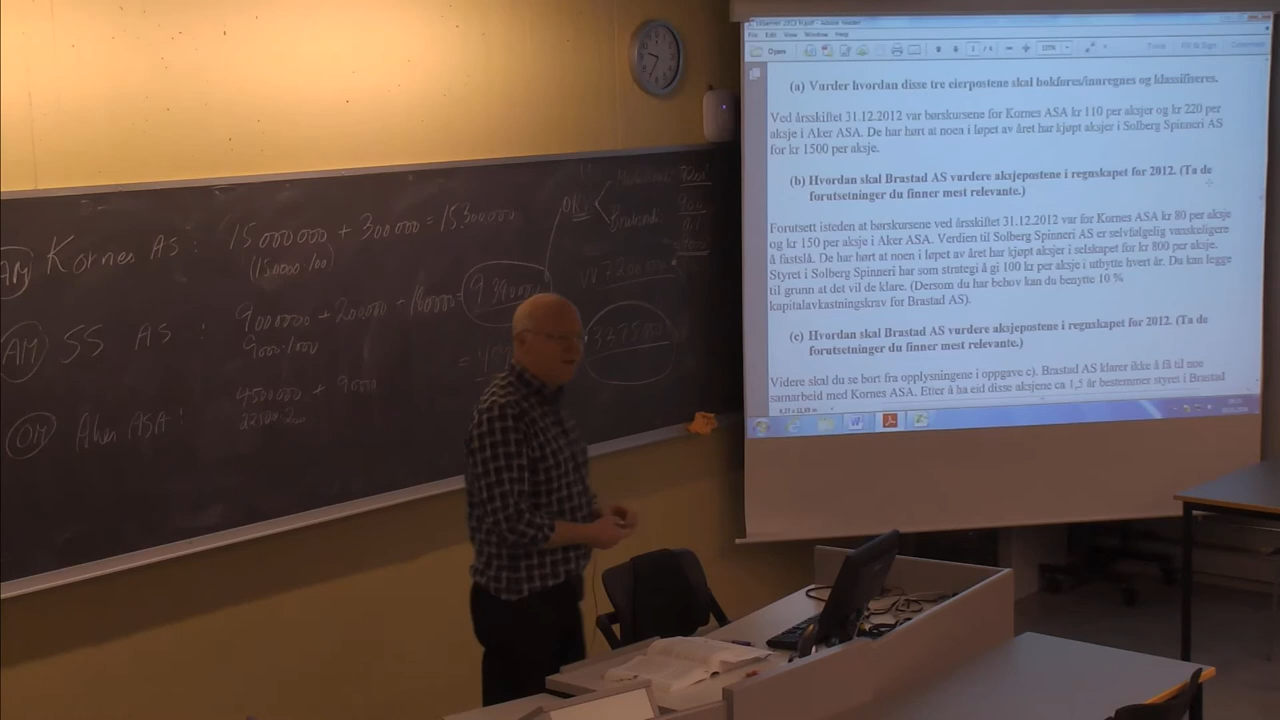 File Edit View Window Help
Open
(a) Vurder hvordan disse tre eierpostene skal bokføres/innregnes og klassifiseres.
Ved årsskiftet 31.12.2012 var børskursene for Kornes ASA kr 110 per aksjer og kr 220 per
aksje i Aker ASA. De har hørt at noen i løpet av året har kjøpt aksjer i Solberg Spinneri AS
for kr 1500 per aksje.
(b) Hvordan skal Brastad AS vurdere aksjepostene i regnskapet for 2012. (Ta de
forutsetninger du finner mest relevante.)
Forutsett isteden at børskursene ved årsskiftet 31.12.2012 var for Kornes ASA kr 80 per aksje
og kr 150 per aksje i Aker ASA. Verdien til Solberg Spinneri AS er selvfølgelig vanskeligere
å fastslå. De har hørt at noen i løpet av året har kjøpt aksjer i selskapet for kr 800 per aksje.
Styret i Solberg Spinneri har som strategi å gi 100 kr per aksje i utbytte hvert år. Du kan legge
til grunn at det vil de klare. (Dersom du har behov kan du benytte 10 %
kapitalavkastningskrav for Brastad AS).
(c) Hvordan skal Brastad AS vurdere aksjepostene i regnskapet for 2012. (Ta de
forutsetninger du finner mest relevante.)
Videre skal du se bort fra opplysningene i oppgave c). Brastad AS klarer ikke å få til noe
samarbeid med Kornes ASA. Etter å ha eid disse aksjene ca 1,5 år bestemmer styret i Brastad
AM Kornes AS: 15 000 000 + 300 000 = 15 300 000
(150 000·100)
AM SS AS: 9 000 000 + 200 000 + 180 000 =
OM Aker ASA: 4 500 000 + 90 000
22 500·200
VV 7 200 000